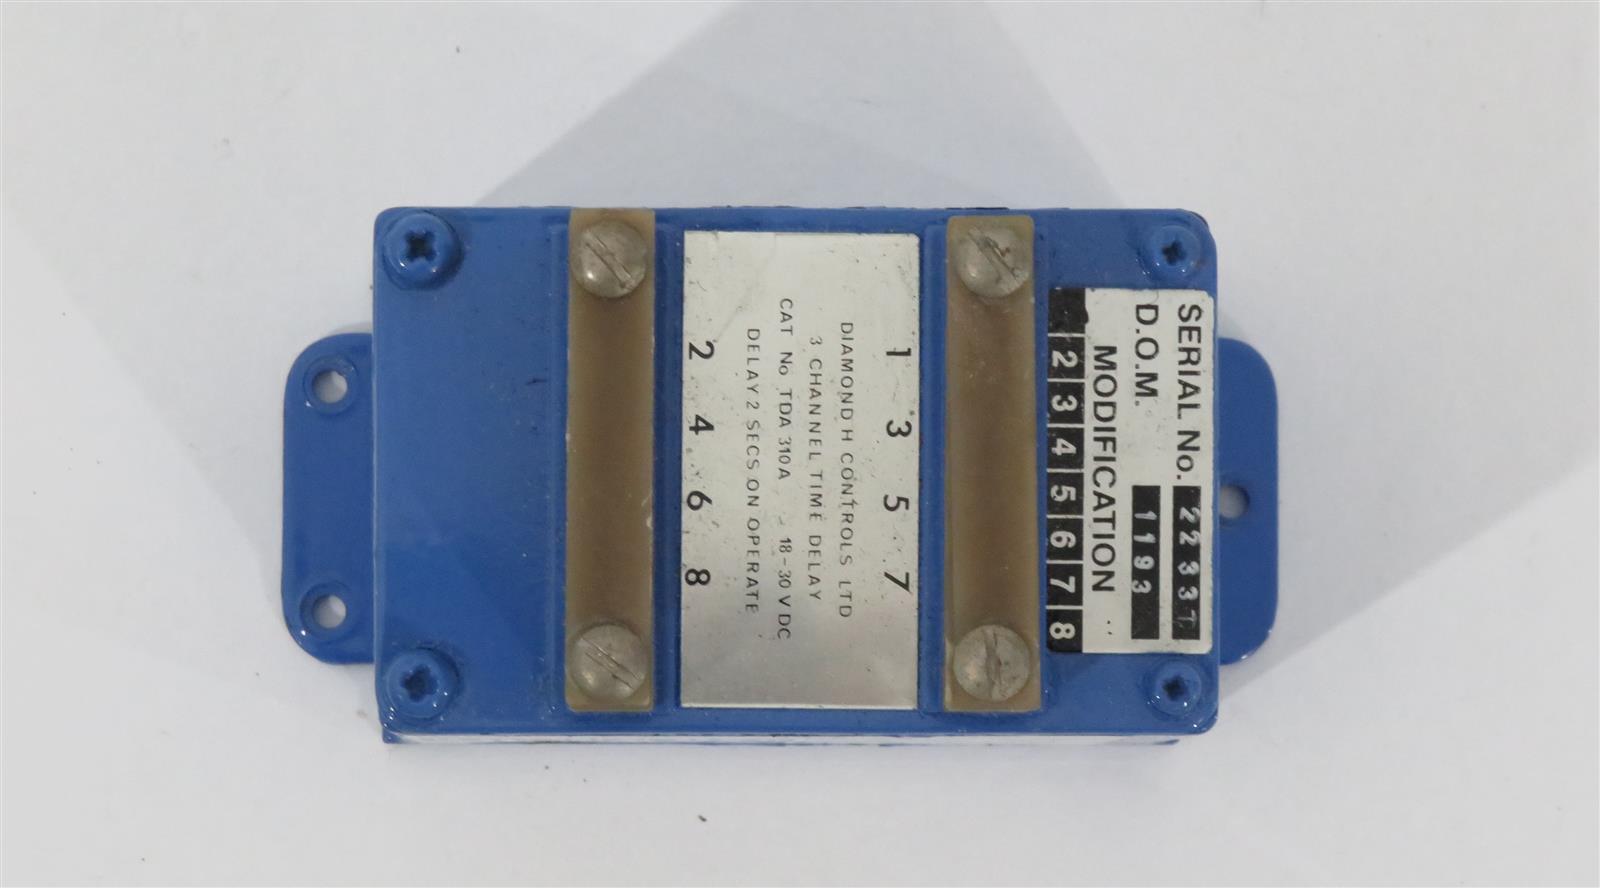 SERIAL No. 22337
D.O.M. 1193
MODIFICATION
2 3 4 5 6 7 8
1 3 5 7
DIAMOND H CONTROLS LTD
3 CHANNEL TIME DELAY
CAT No TDA 310A 18-30 V DC
DELAY 2 SECS ON OPERATE
2 4 6 8